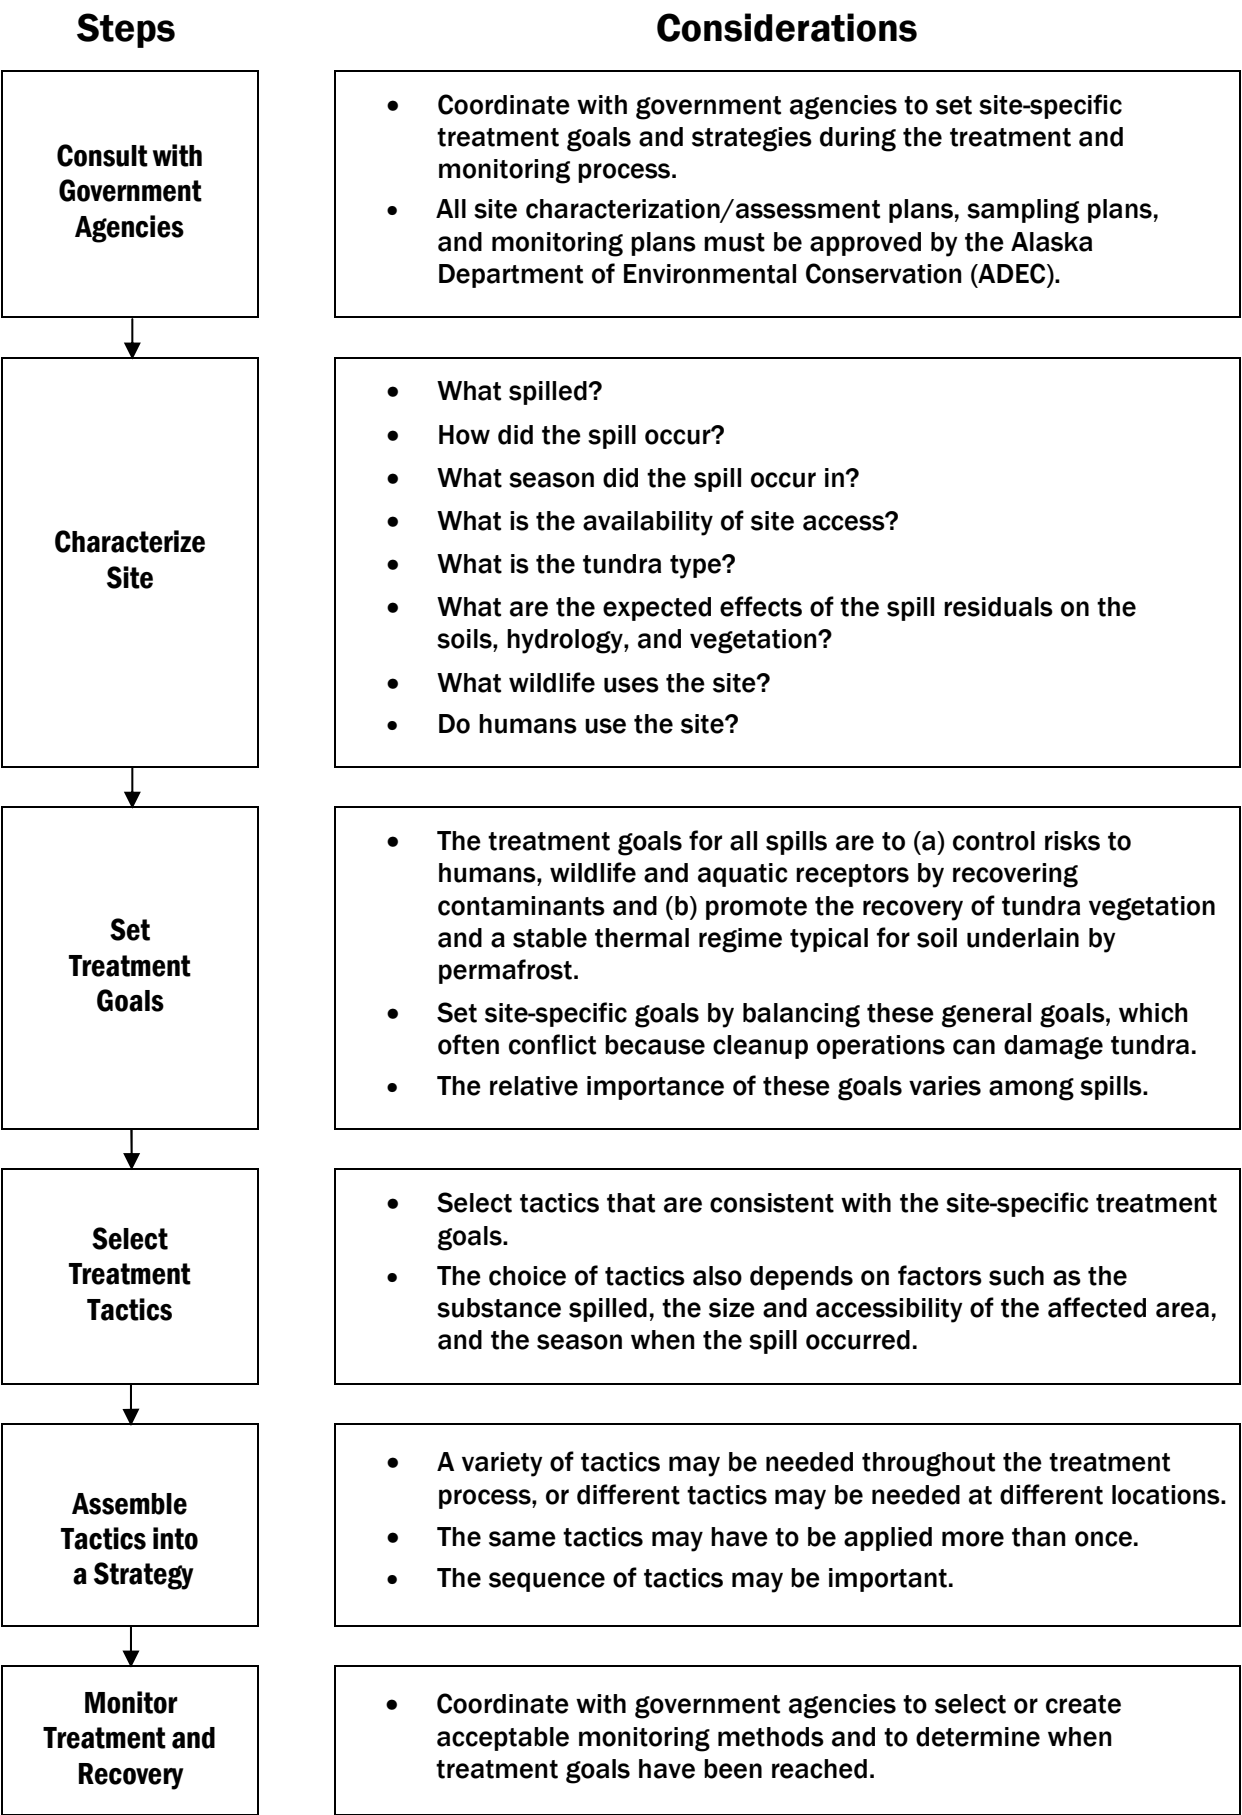 Steps
Considerations
Consult with
Government
Agencies
• Coordinate with government agencies to set site-specific
treatment goals and strategies during the treatment and
monitoring process.
• All site characterization/assessment plans, sampling plans,
and monitoring plans must be approved by the Alaska
Department of Environmental Conservation (ADEC).
Characterize
Site
• What spilled?
• How did the spill occur?
• What season did the spill occur in?
• What is the availability of site access?
• What is the tundra type?
• What are the expected effects of the spill residuals on the
soils, hydrology, and vegetation?
• What wildlife uses the site?
• Do humans use the site?
Set
Treatment
Goals
• The treatment goals for all spills are to (a) control risks to
humans, wildlife and aquatic receptors by recovering
contaminants and (b) promote the recovery of tundra vegetation
and a stable thermal regime typical for soil underlain by
permafrost.
• Set site-specific goals by balancing these general goals, which
often conflict because cleanup operations can damage tundra.
• The relative importance of these goals varies among spills.
Select
Treatment
Tactics
• Select tactics that are consistent with the site-specific treatment
goals.
• The choice of tactics also depends on factors such as the
substance spilled, the size and accessibility of the affected area,
and the season when the spill occurred.
Assemble
Tactics into
a Strategy
• A variety of tactics may be needed throughout the treatment
process, or different tactics may be needed at different locations.
• The same tactics may have to be applied more than once.
• The sequence of tactics may be important.
Monitor
Treatment and
Recovery
• Coordinate with government agencies to select or create
acceptable monitoring methods and to determine when
treatment goals have been reached.